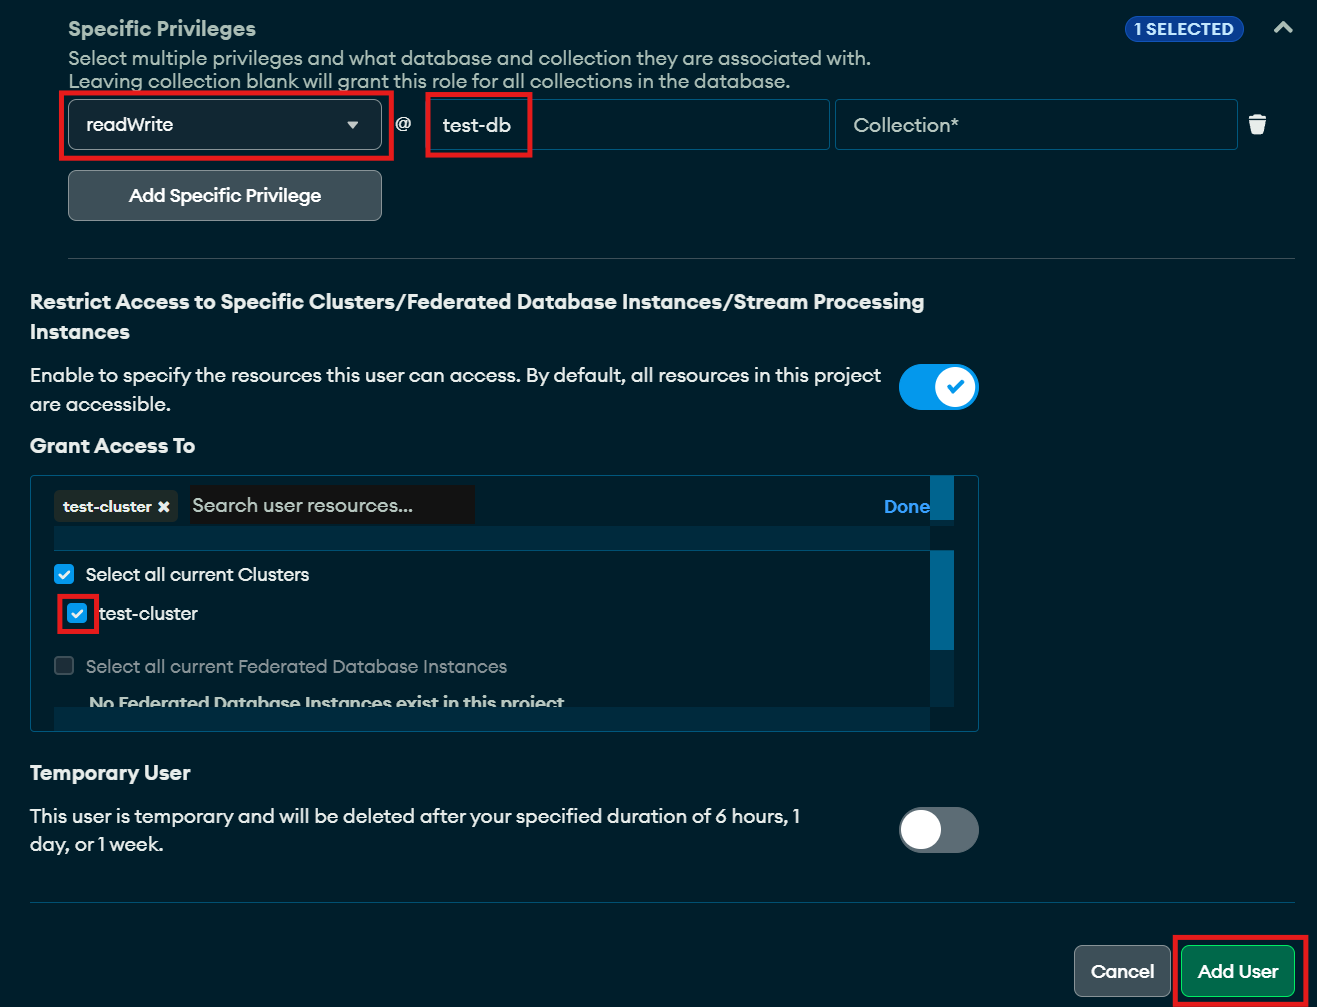 Specific Privileges
1 SELECTED
Select multiple privileges and what database and collection they are associated with.
Leaving collection blank will grant this role for all collections in the database.
readWrite @ test-db Collection*
Add Specific Privilege
Restrict Access to Specific Clusters/Federated Database Instances/Stream Processing
Instances
Enable to specify the resources this user can access. By default, all resources in this project
are accessible.
Grant Access To
test-cluster Search user resources... Done
Select all current Clusters
test-cluster
Select all current Federated Database Instances
No Federated Database Instances exist in this project
Temporary User
This user is temporary and will be deleted after your specified duration of 6 hours, 1
day, or 1 week.
Cancel Add User